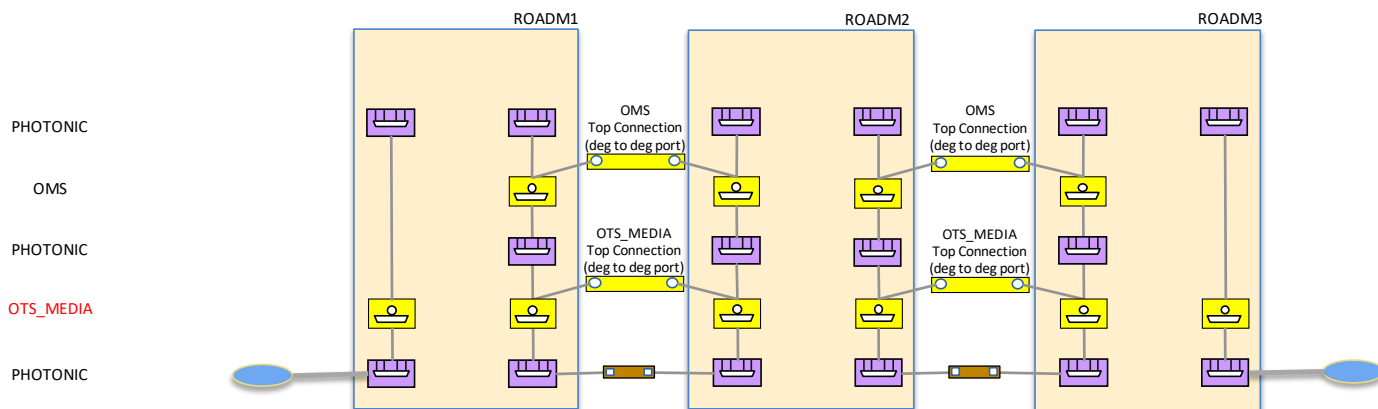 ROADM1
ROADM2
ROADM3
PHOTONIC
OMS
Top Connection
(deg to deg port)
OMS
Top Connection
(deg to deg port)
OMS
PHOTONIC
OTS_MEDIA
Top Connection
(deg to deg port)
OTS_MEDIA
Top Connection
(deg to deg port)
OTS_MEDIA
PHOTONIC